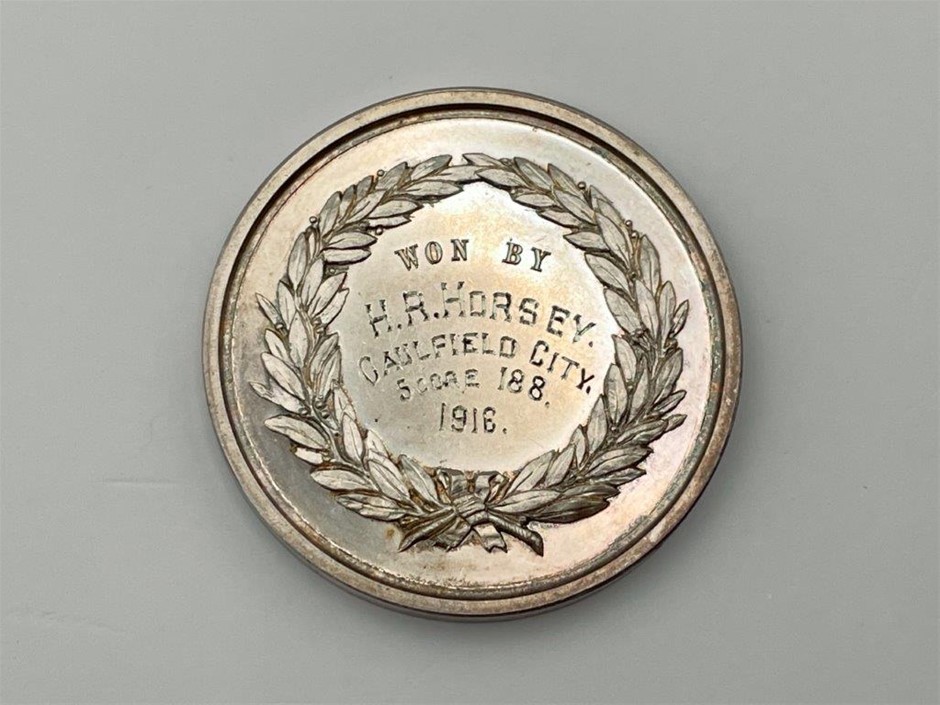 WON BY
H.R.HORSEY.
CAULFIELD CITY.
SCORE 188.
1916.